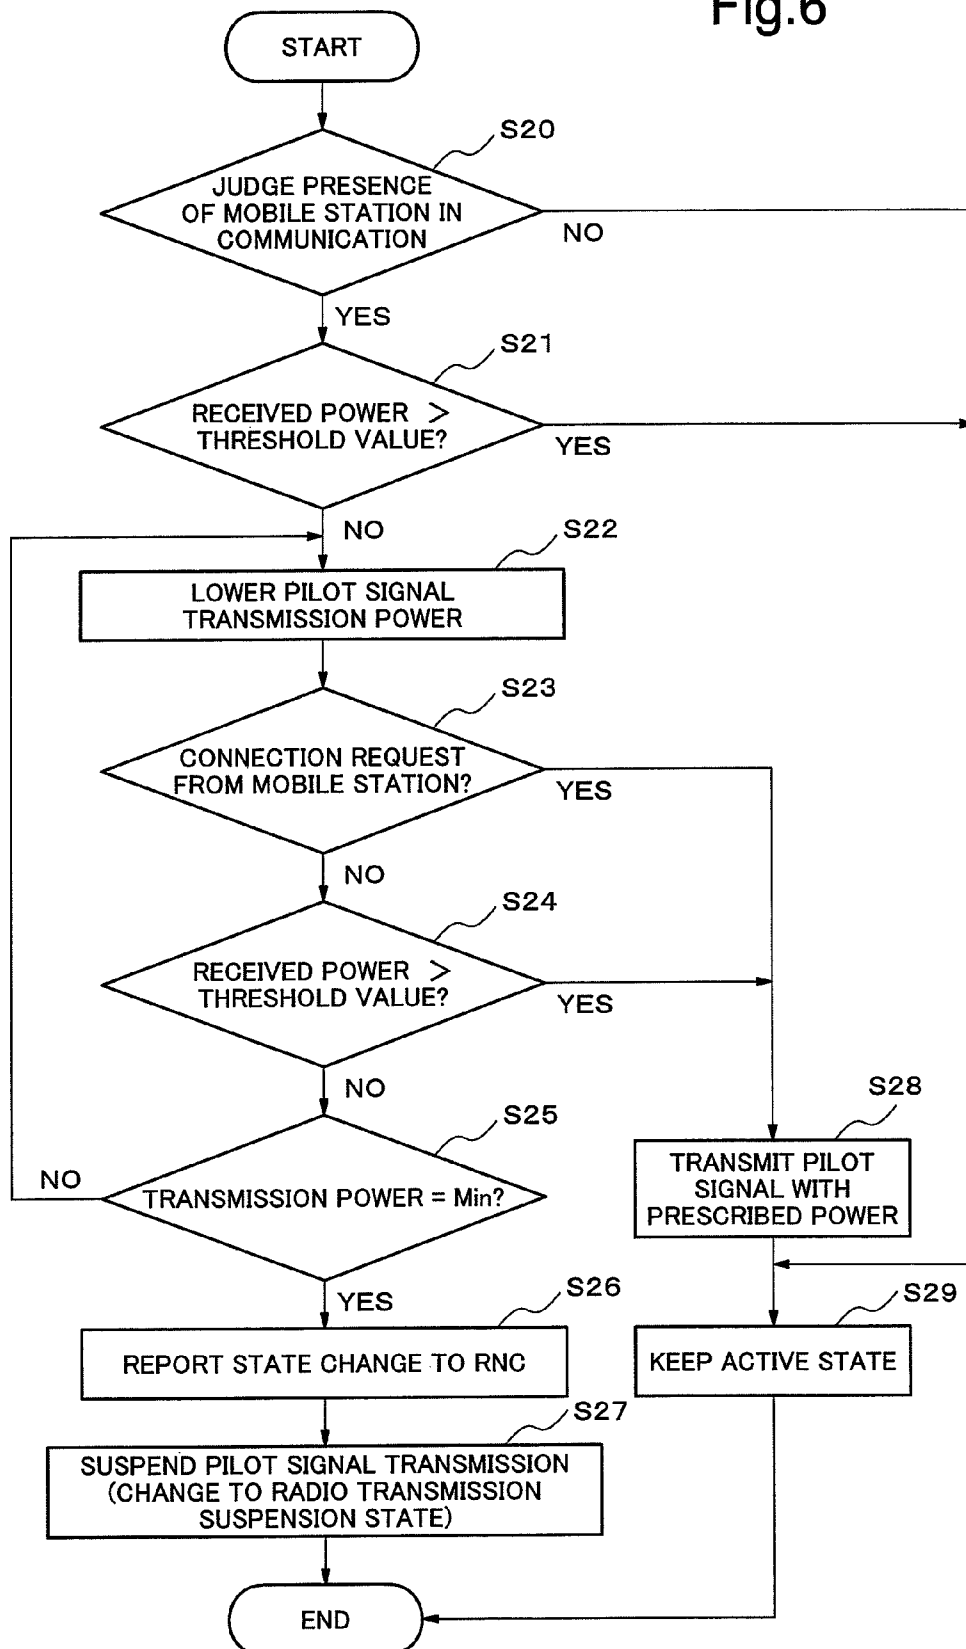 Fig.6
START
S20
JUDGE PRESENCE
OF MOBILE STATION IN
COMMUNICATION
NO
YES
S21
RECEIVED POWER >
THRESHOLD VALUE?
YES
NO
S22
LOWER PILOT SIGNAL
TRANSMISSION POWER
S23
CONNECTION REQUEST
FROM MOBILE STATION?
YES
NO
S24
RECEIVED POWER >
THRESHOLD VALUE?
YES
NO
S25
TRANSMISSION POWER = Min?
NO
YES
S28
TRANSMIT PILOT
SIGNAL WITH
PRESCRIBED POWER
S26
REPORT STATE CHANGE TO RNC
S29
KEEP ACTIVE STATE
S27
SUSPEND PILOT SIGNAL TRANSMISSION
(CHANGE TO RADIO TRANSMISSION
SUSPENSION STATE)
END